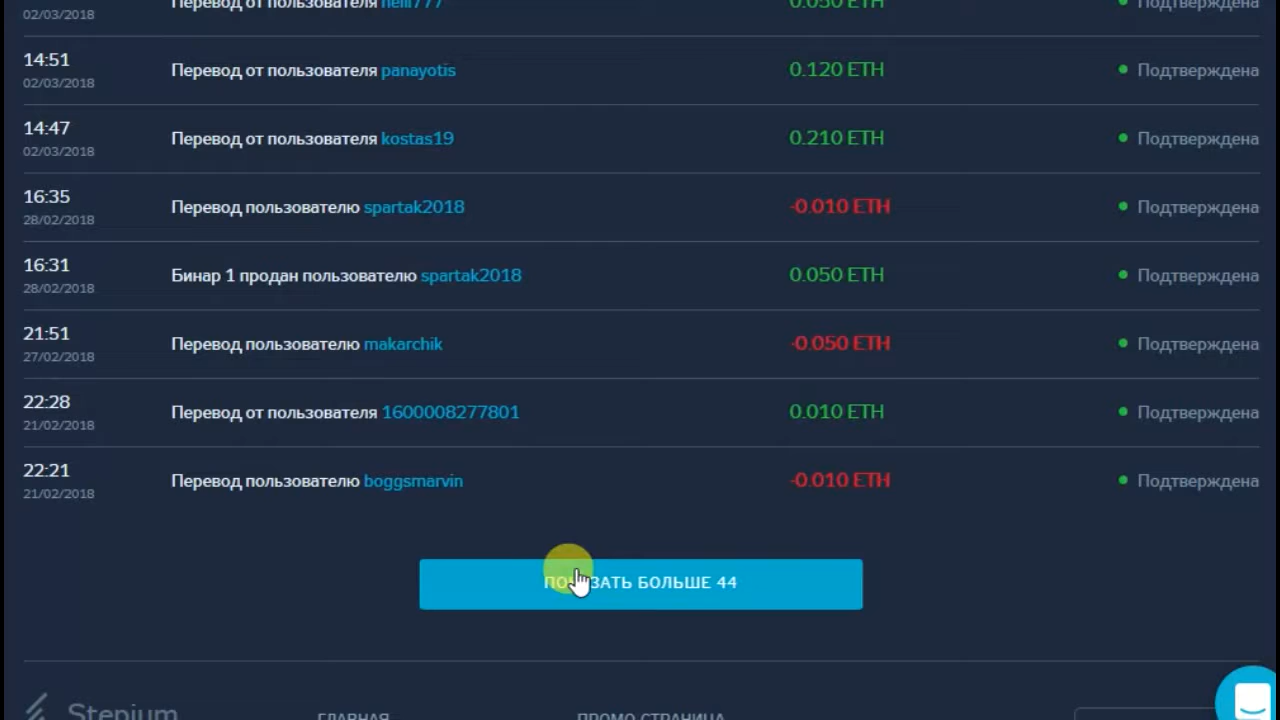 02/03/2018
Перевод от пользователя 0.050 ETH Подтверждена
14:51
02/03/2018
Перевод от пользователя panayotis 0.120 ETH Подтверждена
14:47
02/03/2018
Перевод от пользователя kostas19 0.210 ETH Подтверждена
16:35
28/02/2018
Перевод пользователю spartak2018 -0.010 ETH Подтверждена
16:31
28/02/2018
Бинар 1 продан пользователю spartak2018 0.050 ETH Подтверждена
21:51
27/02/2018
Перевод пользователю makarchik -0.050 ETH Подтверждена
22:28
21/02/2018
Перевод от пользователя 1600008277801 0.010 ETH Подтверждена
22:21
21/02/2018
Перевод пользователю boggsmarvin -0.010 ETH Подтверждена
ПОКАЗАТЬ БОЛЬШЕ 44
Stepium ГЛАВНАЯ ПРОМО СТРАНИЦА